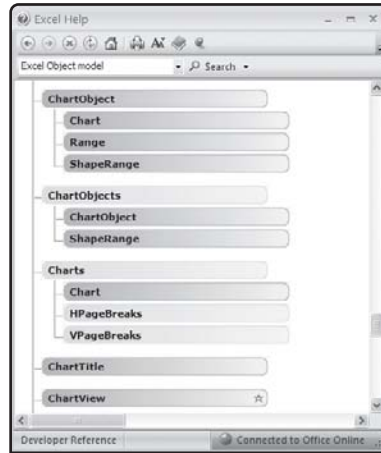 Excel Help
Excel Object model
Search
ChartObject
Chart
Range
ShapeRange
ChartObjects
ChartObject
ShapeRange
Charts
Chart
HPageBreaks
VPageBreaks
ChartTitle
ChartView
Developer Reference
Connected to Office Online